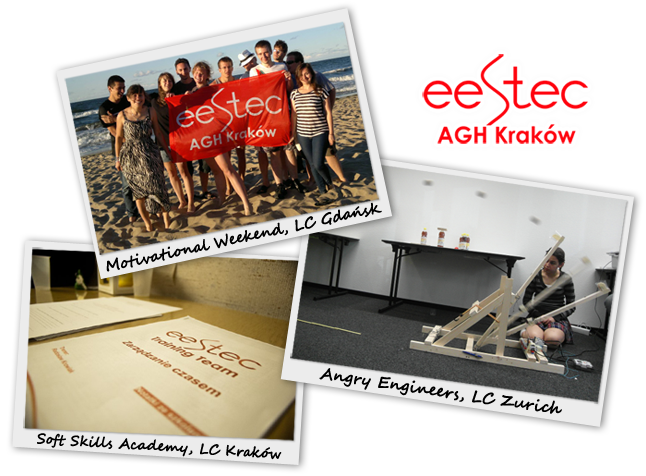 eestec
AGH Kraków
eestec
AGH Kraków
Motivational Weekend, LC Gdańsk
Angry Engineers, LC Zurich
eestec
Training Team
Zarządzanie czasem
Soft Skills Academy, LC Kraków